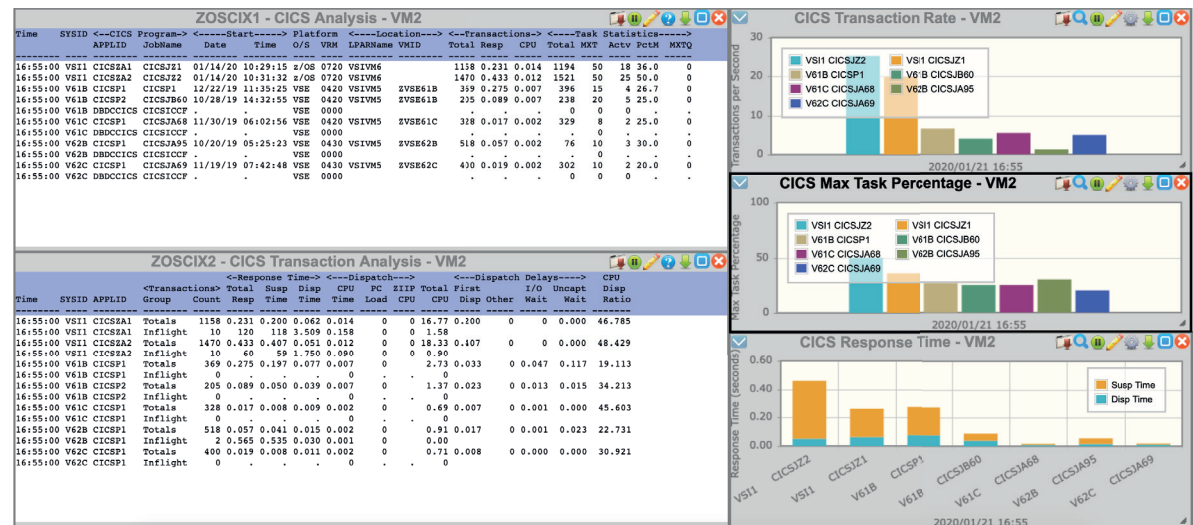 ZOSCIX1 - CICS Analysis - VM2
Time SYSID <--CICS Program-> <------Start-----> Platform <----Location---> <--Transactions-> <----Task Statistics----->
APPLID JobName Date Time O/S VRM LPARName VMID Total Resp CPU Total MXT Actv PctM MXTQ
16:55:00 VSI1 CICSZA1 CICSJZ1 01/14/20 10:29:15 z/OS 0720 VSIVM6 1158 0.231 0.014 1194 50 18 36.0 0
16:55:00 VSI1 CICSZA2 CICSJZ2 01/14/20 10:31:32 z/OS 0720 VSIVM6 1470 0.433 0.012 1521 50 25 50.0 0
16:55:00 V61B CICSP1 CICSP1 12/22/19 11:35:25 VSE 0420 VSIVM5 ZVSE61B 369 0.275 0.007 396 15 4 26.7 0
16:55:00 V61B CICSP2 CICSJB60 10/28/19 14:32:55 VSE 0420 VSIVM5 ZVSE61B 205 0.089 0.007 238 20 5 25.0 0
16:55:00 V61B DBDCCICS CICSICCF . . VSE 0000 . . . 0 0 0 . .
16:55:00 V61C CICSP1 CICSJA68 11/30/19 06:02:56 VSE 0420 VSIVM5 ZVSE61C 328 0.017 0.002 329 8 2 25.0 0
16:55:00 V61C DBDCCICS CICSICCF . . VSE 0000 . . . . 0 . . .
16:55:00 V62B CICSP1 CICSJA95 10/20/19 05:25:23 VSE 0430 VSIVM5 ZVSE62B 518 0.057 0.002 76 10 3 30.0 0
16:55:00 V62B DBDCCICS CICSICCF . . VSE 0000 . . . . 0 . . .
16:55:00 V62C CICSP1 CICSJA69 11/19/19 07:42:48 VSE 0430 VSIVM5 ZVSE62C 400 0.019 0.002 302 10 2 20.0 0
16:55:00 V62C DBDCCICS CICSICCF . . VSE 0000 . . . 0 0 0 . .
ZOSCIX2 - CICS Transaction Analysis - VM2
<-Response Time-> <---Dispatch---> <---Dispatch Delays----> CPU
<Transactions> Total Susp Disp CPU PC ZIIP Total First I/O Uncapt Disp
Time SYSID APPLID Group Count Resp Time Time Time Load CPU CPU Disp Other Wait Wait Ratio
16:55:00 VSI1 CICSZA1 Totals 1158 0.231 0.200 0.062 0.014 0 0 16.77 0.200 0 0 0.000 46.785
16:55:00 VSI1 CICSZA1 Inflight 10 120 118 3.509 0.158 0 0 1.58
16:55:00 VSI1 CICSZA2 Totals 1470 0.433 0.407 0.051 0.012 0 0 18.33 0.407 0 0 0.000 48.429
16:55:00 VSI1 CICSZA2 Inflight 10 60 59 1.750 0.090 0 0 0.90
16:55:00 V61B CICSP1 Totals 369 0.275 0.197 0.077 0.007 0 2.73 0.033 0 0.047 0.117 19.113
16:55:00 V61B CICSP1 Inflight 0 . . . 0 . . 0
16:55:00 V61B CICSP2 Totals 205 0.089 0.050 0.039 0.007 0 1.37 0.023 0 0.013 0.015 34.213
16:55:00 V61B CICSP2 Inflight 0 . . . 0 . . 0
16:55:00 V61C CICSP1 Totals 328 0.017 0.008 0.009 0.002 0 0.69 0.007 0 0.001 0.000 45.603
16:55:00 V61C CICSP1 Inflight 0 . . . 0 . . 0
16:55:00 V62B CICSP1 Totals 518 0.057 0.041 0.015 0.002 0 0.91 0.017 0 0.001 0.023 22.731
16:55:00 V62B CICSP1 Inflight 2 0.565 0.535 0.030 0.001 0 0.00
16:55:00 V62C CICSP1 Totals 400 0.019 0.008 0.011 0.002 0 0.71 0.008 0 0.000 0.000 30.921
16:55:00 V62C CICSP1 Inflight 0 . . . 0 . . 0
CICS Transaction Rate - VM2
Transactions per Second
30
20
10
0
VSI1 CICSJZ2 VSI1 CICSJZ1
V61B CICSP1 V61B CICSJB60
V61C CICSJA68 V62B CICSJA95
V62C CICSJA69
2020/01/21 16:55
CICS Max Task Percentage - VM2
Max Task Percentage
100
50
0
VSI1 CICSJZ2 VSI1 CICSJZ1
V61B CICSP1 V61B CICSJB60
V61C CICSJA68 V62B CICSJA95
V62C CICSJA69
2020/01/21 16:55
CICS Response Time - VM2
Response Time (seconds)
0.60
0.40
0.20
0.00
Susp Time
Disp Time
CICSJZ2 CICSJZ1 CICSP1 CICSJB60 CICSJA68 CICSJA95 CICSJA69
VSI1 VSI1 V61B V61B V61C V62B V62C
2020/01/21 16:55